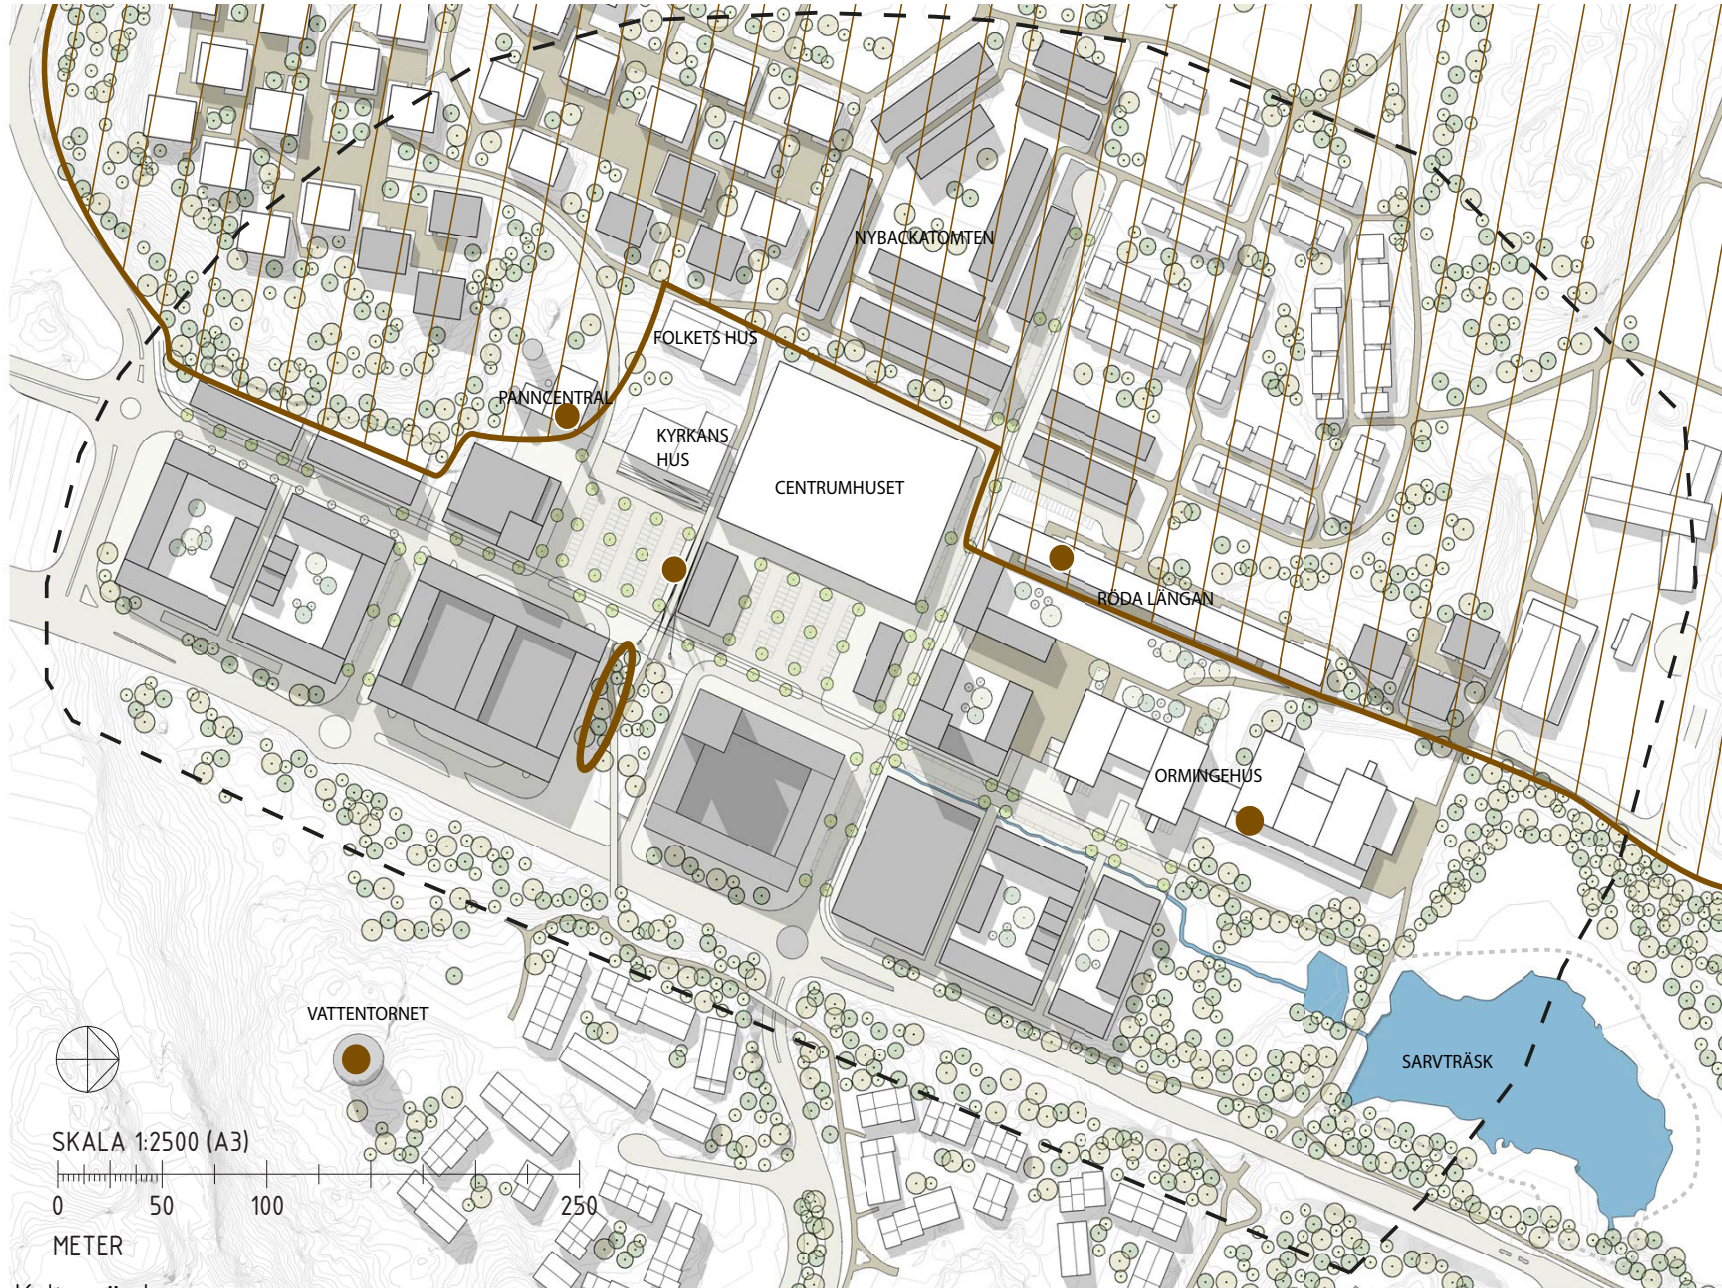 NYBACKATOMTEN
FOLKETS HUS
PANNCENTRAL
KYRKANS
HUS
CENTRUMHUSET
RÖDA LÄNGAN
ORMINGEHUS
VATTENTORNET
SARVTRÄSK
SKALA 1:2500 (A3)
0 50 100 250
METER